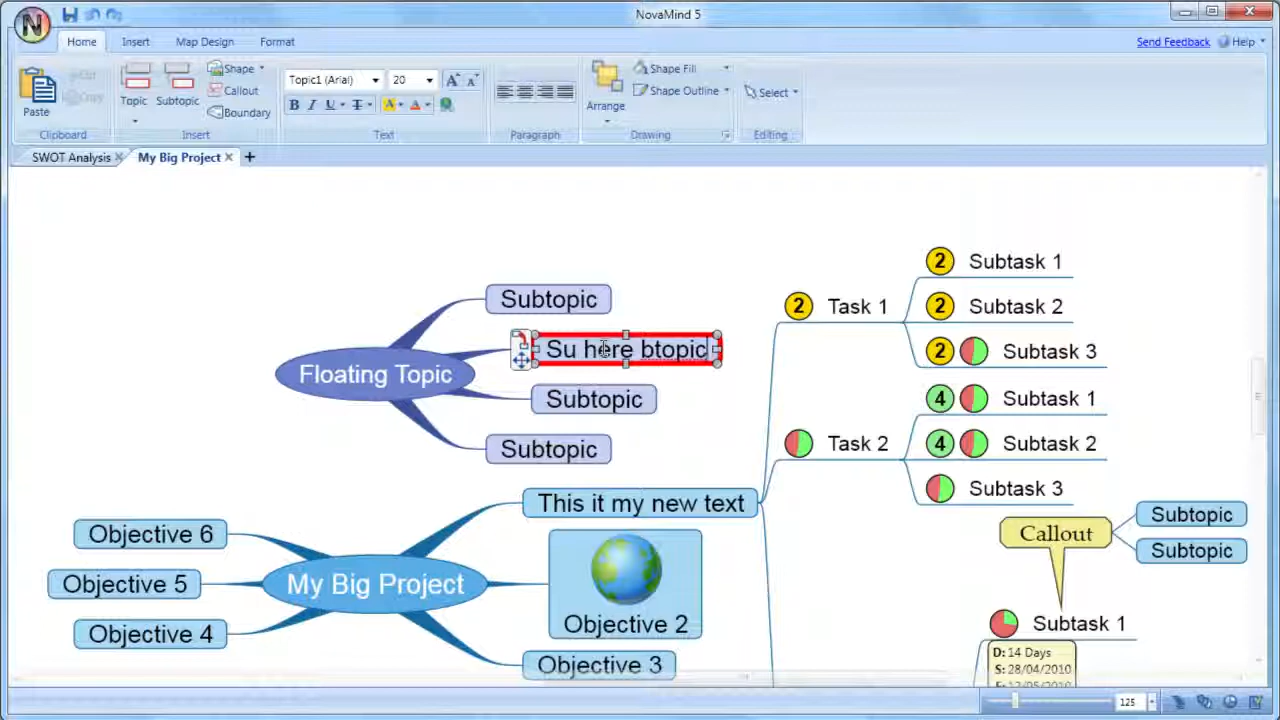 NovaMind 5
Home Insert Map Design Format Send Feedback Help
Paste Cut Copy Clipboard
Topic Subtopic Shape Callout Boundary Insert
Topic1 (Arial) 20 A A
B I U T A A Text
Paragraph
Arrange Shape Fill Shape Outline Drawing
Select Editing
SWOT Analysis My Big Project
Floating Topic
Subtopic
Su here btopic
Subtopic
Subtopic
2 Task 1
2 Subtask 1
2 Subtask 2
2 Subtask 3
Task 2
4 Subtask 1
4 Subtask 2
Subtask 3
My Big Project
This it my new text
Objective 2
Objective 3
Objective 6
Objective 5
Objective 4
Callout
Subtopic
Subtopic
Subtask 1
D: 14 Days
S: 28/04/2010
125